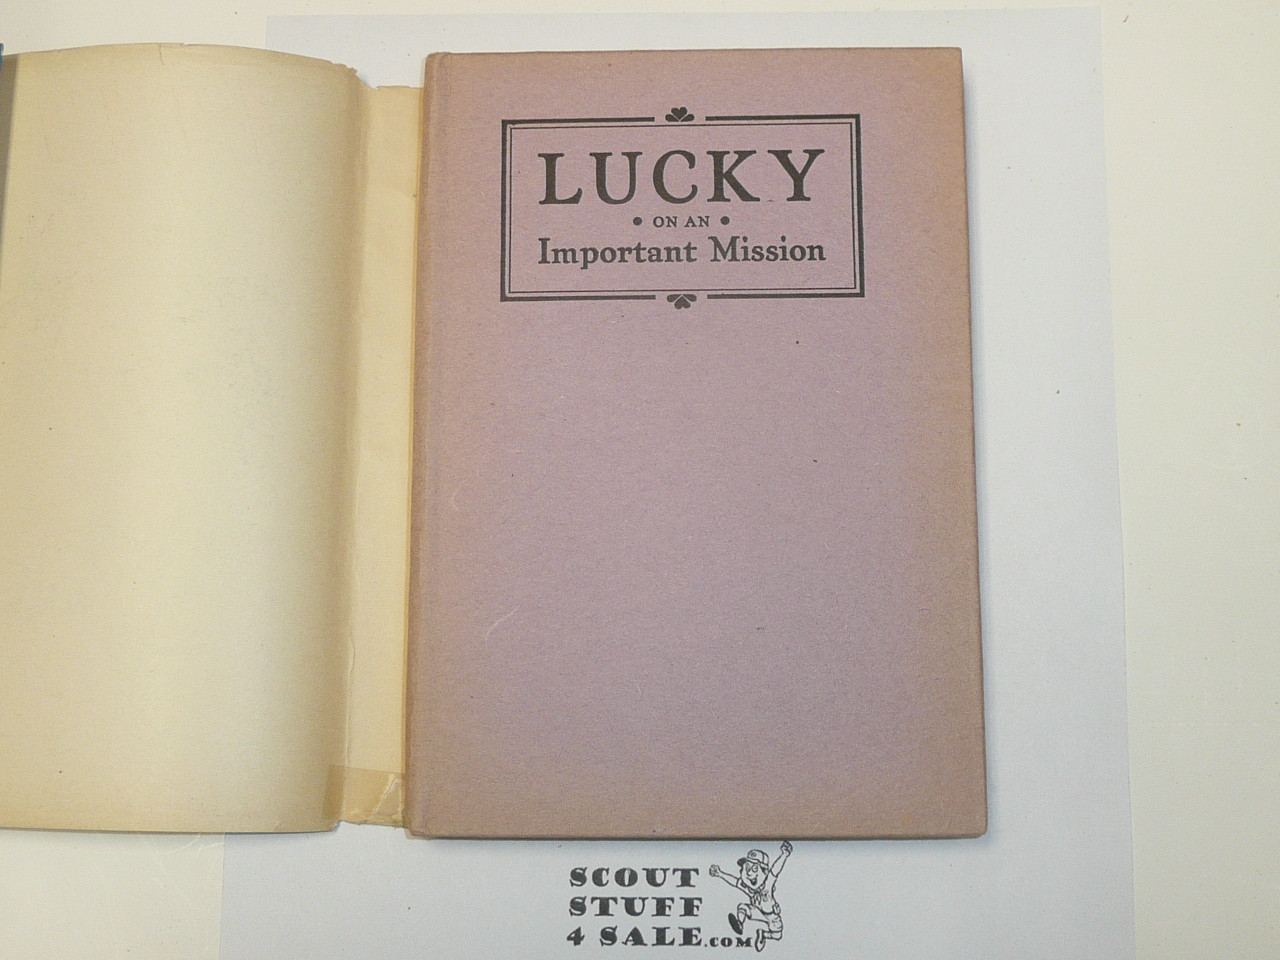 LUCKY
• ON AN •
Important Mission
SCOUT
STUFF
4 SALE.COM